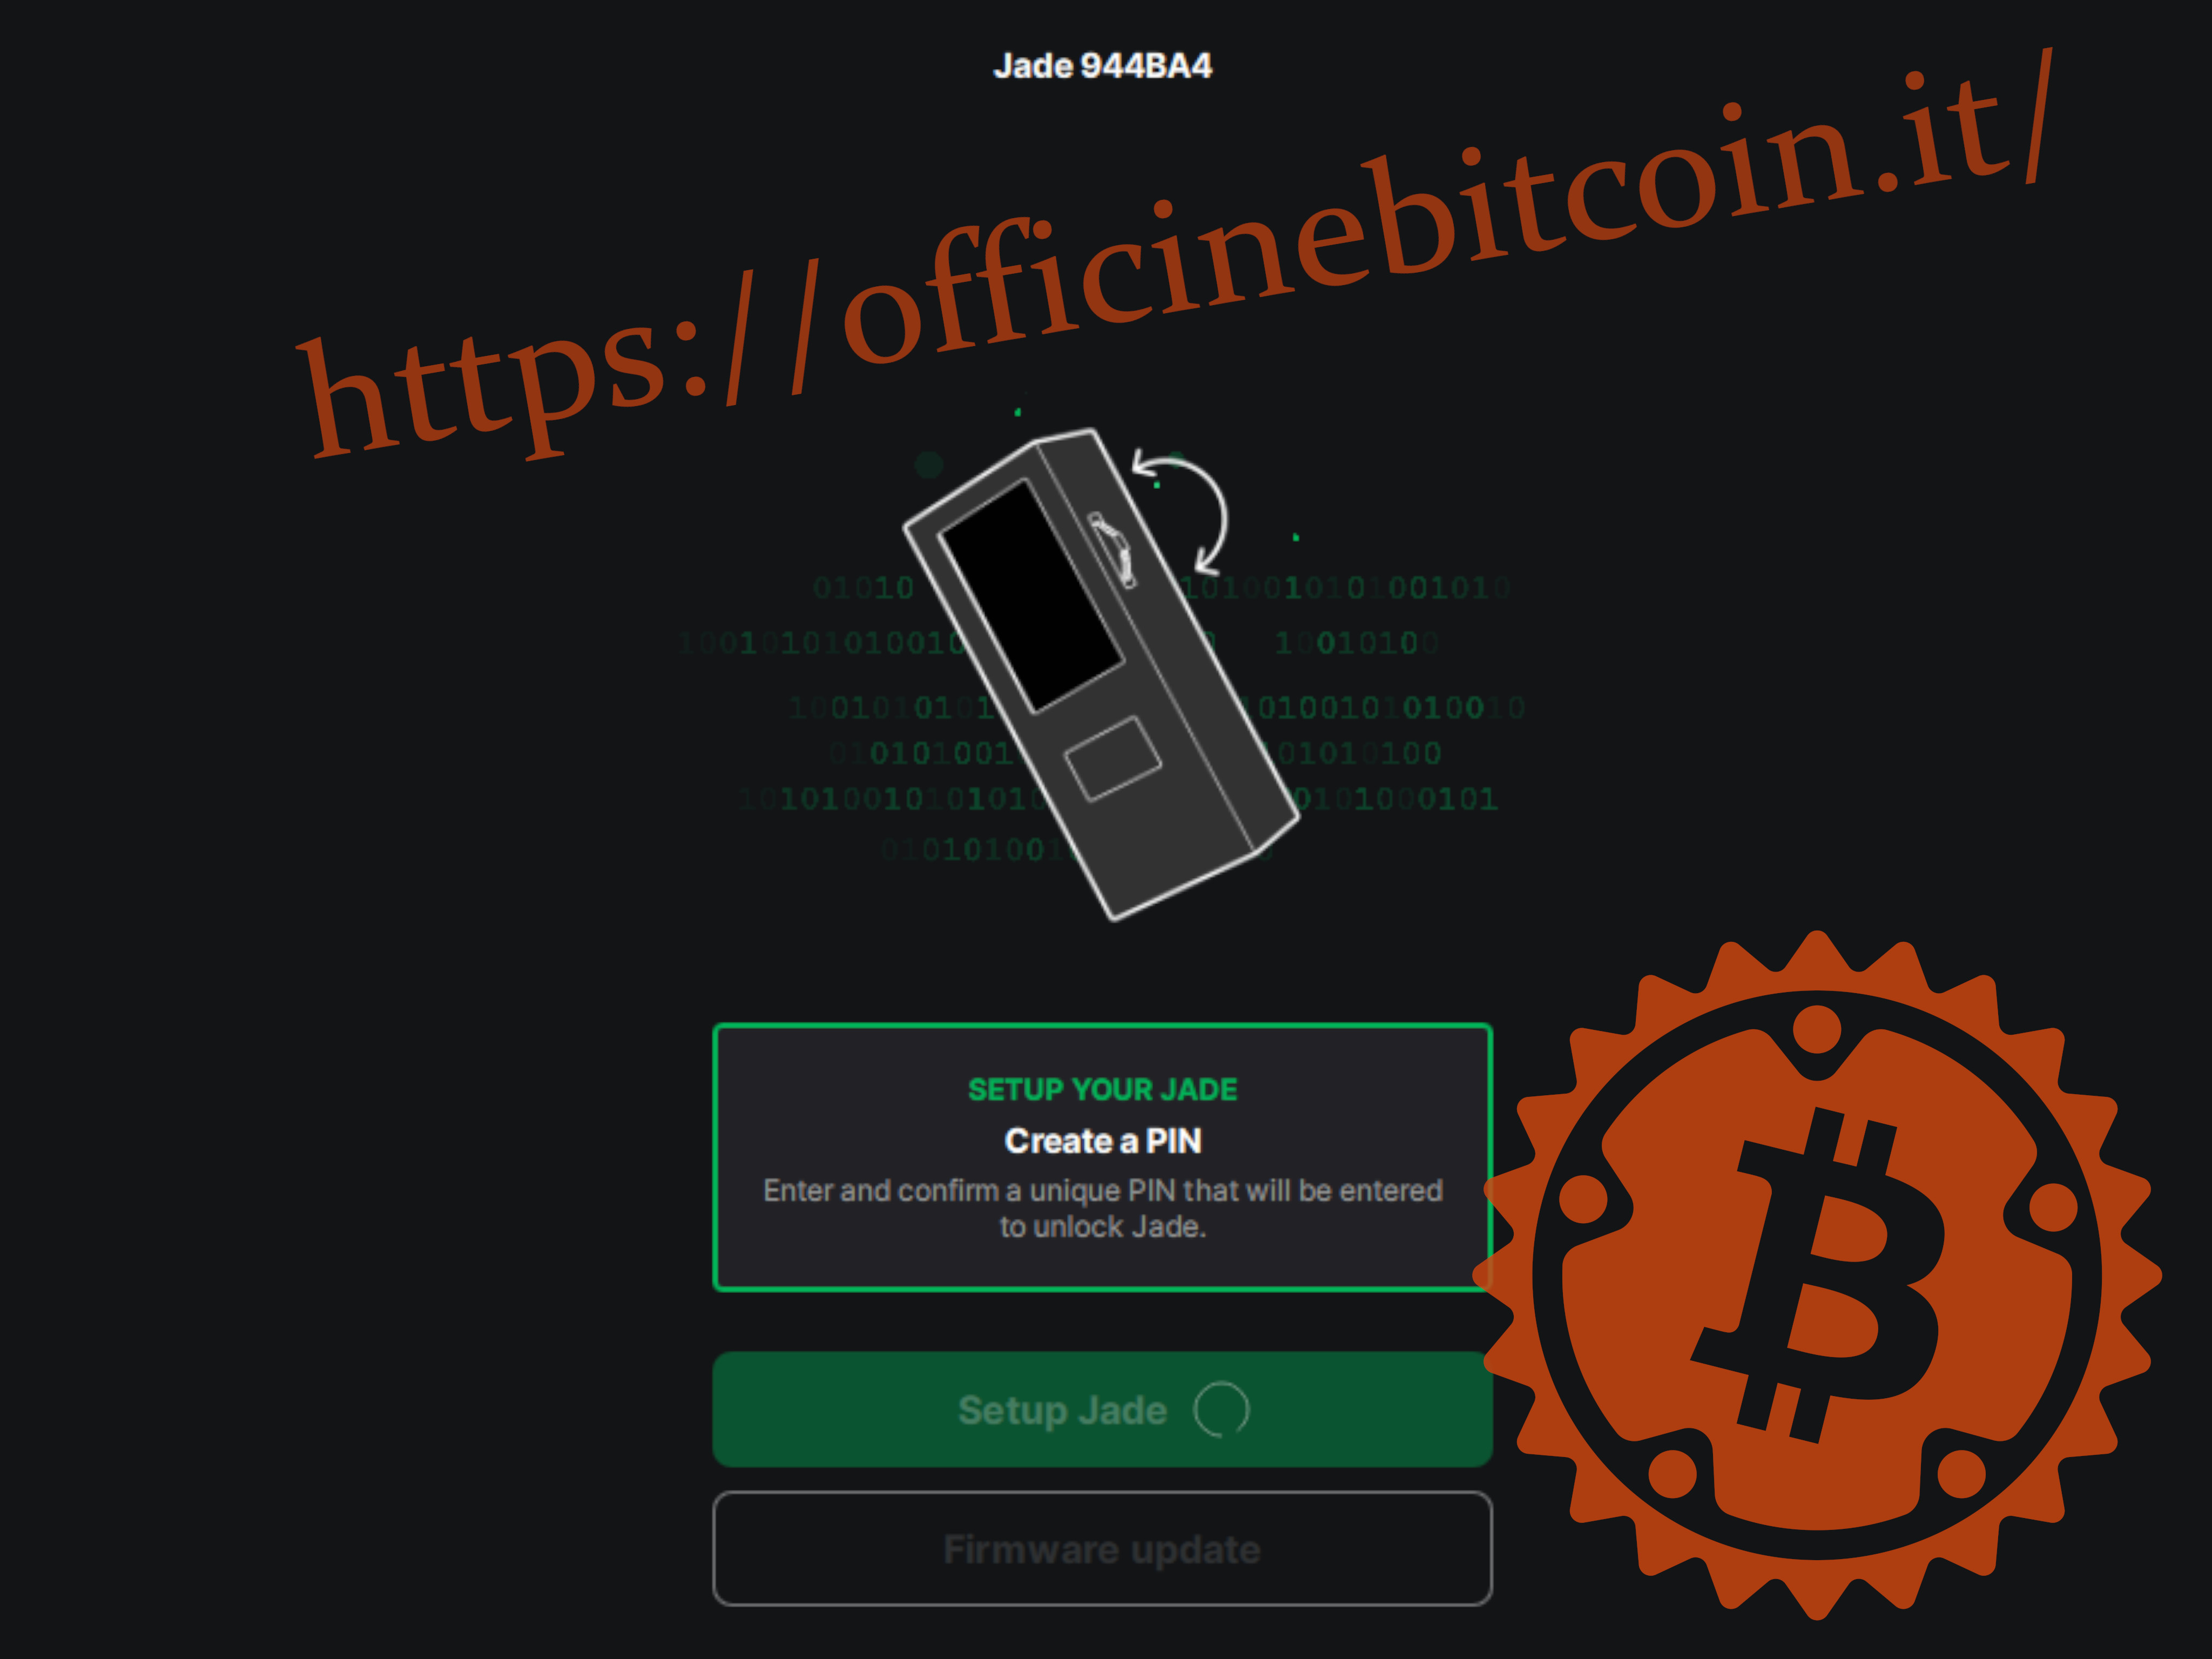 Jade 944BA4
https://officinebitcoin.it/
SETUP YOUR JADE
Create a PIN
Enter and confirm a unique PIN that will be entered
to unlock Jade.
Setup Jade
Firmware update